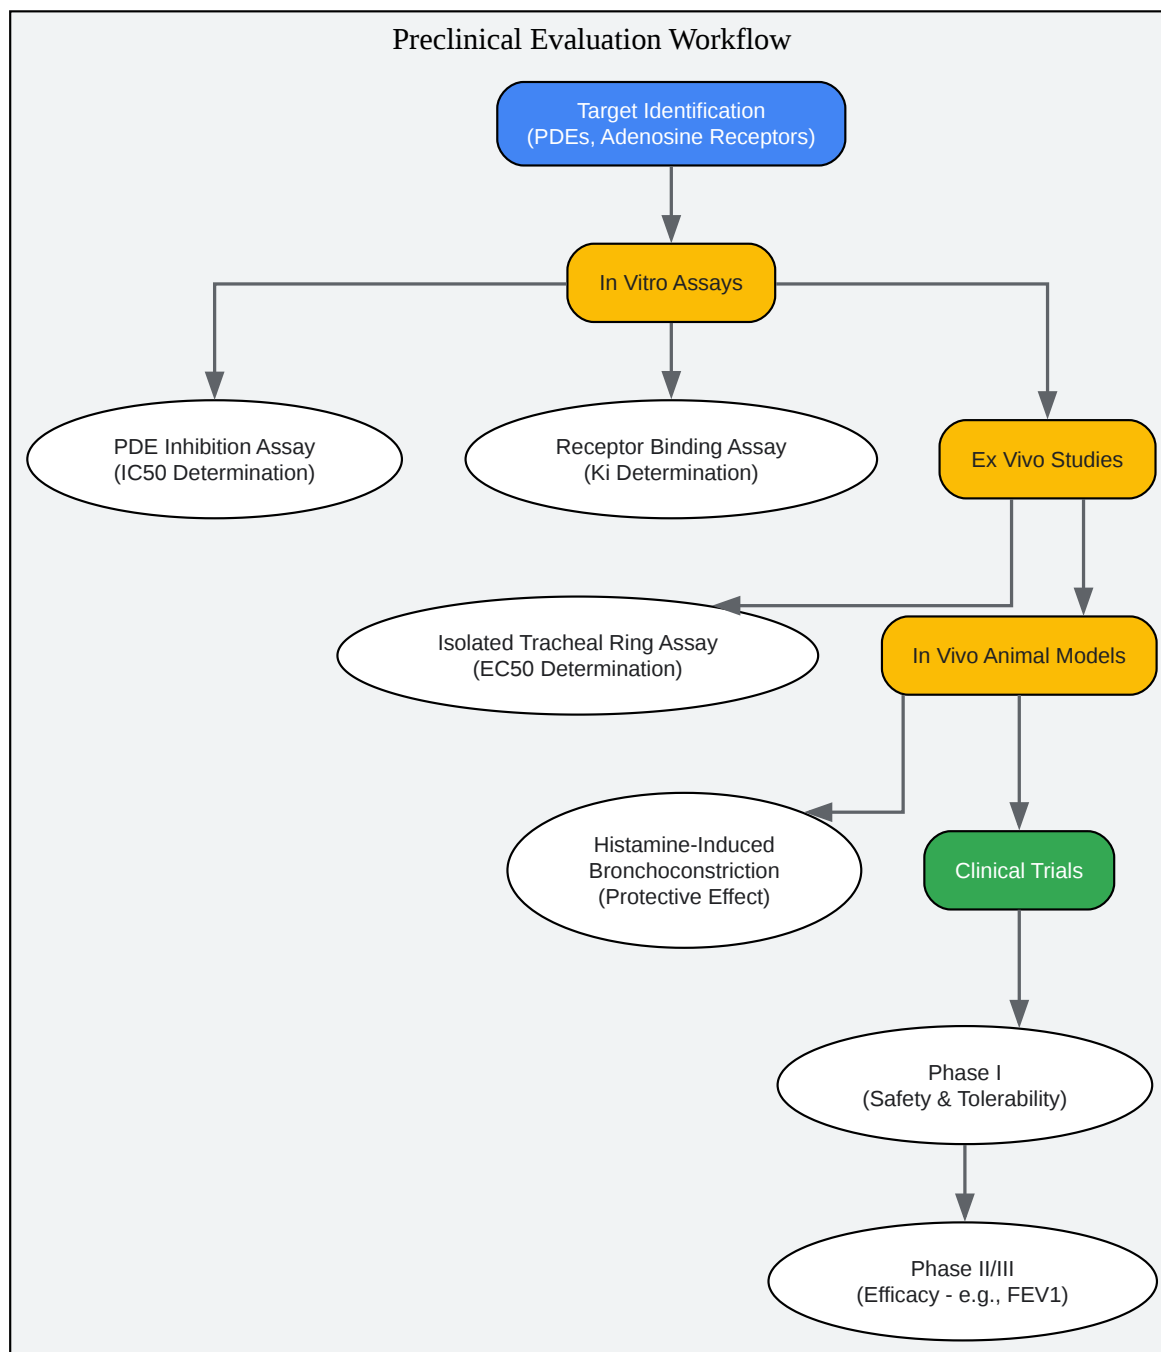 Preclinical Evaluation Workflow
Target Identification
(PDEs, Adenosine Receptors)
In Vitro Assays
PDE Inhibition Assay
(IC50 Determination)
Receptor Binding Assay
(Ki Determination)
Ex Vivo Studies
Isolated Tracheal Ring Assay
(EC50 Determination)
In Vivo Animal Models
Histamine-Induced
Bronchoconstriction
(Protective Effect)
Clinical Trials
Phase I
(Safety & Tolerability)
Phase II/III
(Efficacy - e.g., FEV1)